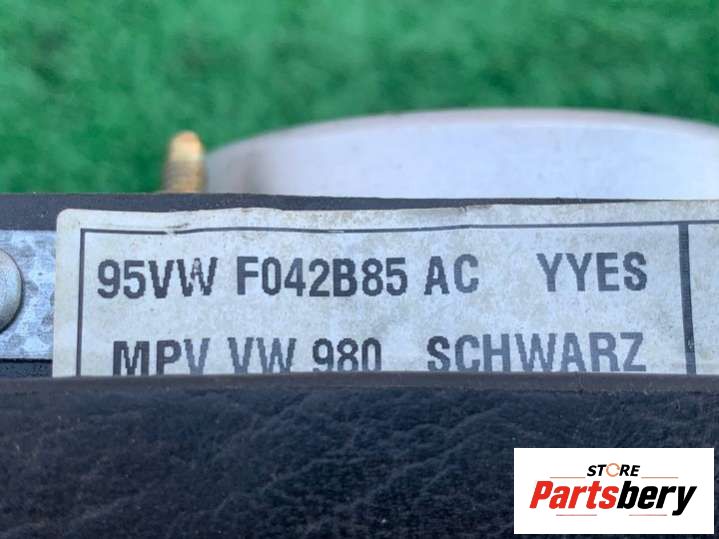 95VW F042B85 AC YYES
MPV VW 980 SCHWARZ
STORE
Partsbery